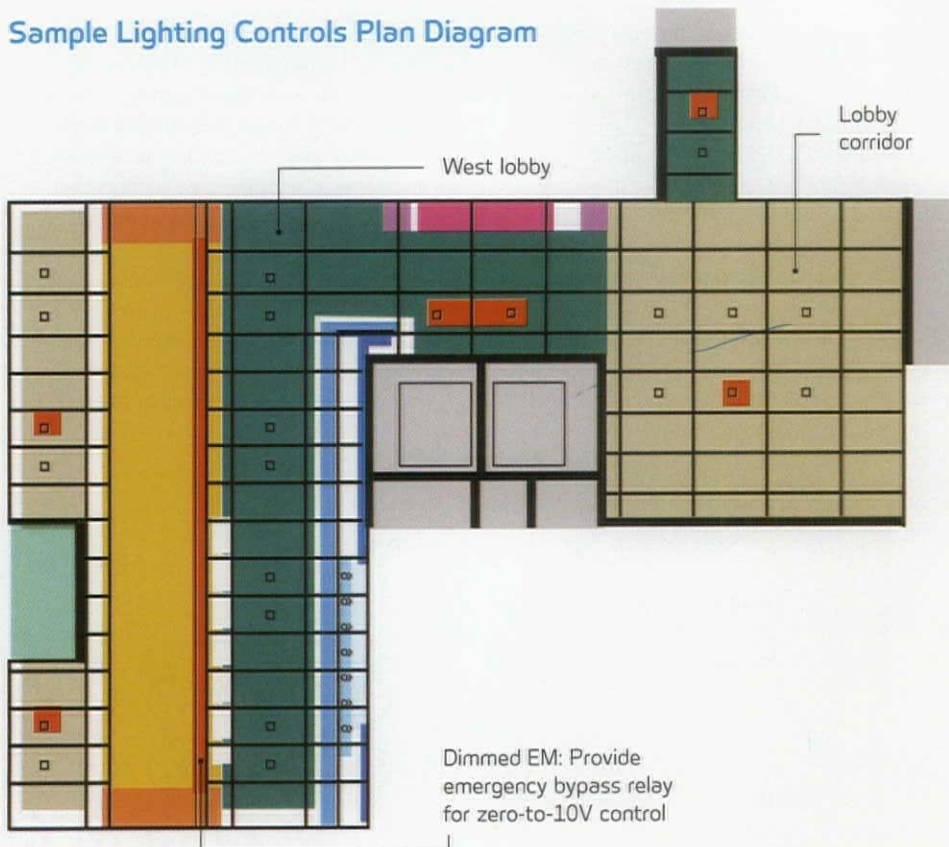 Sample Lighting Controls Plan Diagram
Lobby
corridor
West lobby
Dimmed EM: Provide
emergency bypass relay
for zero-to-10V control